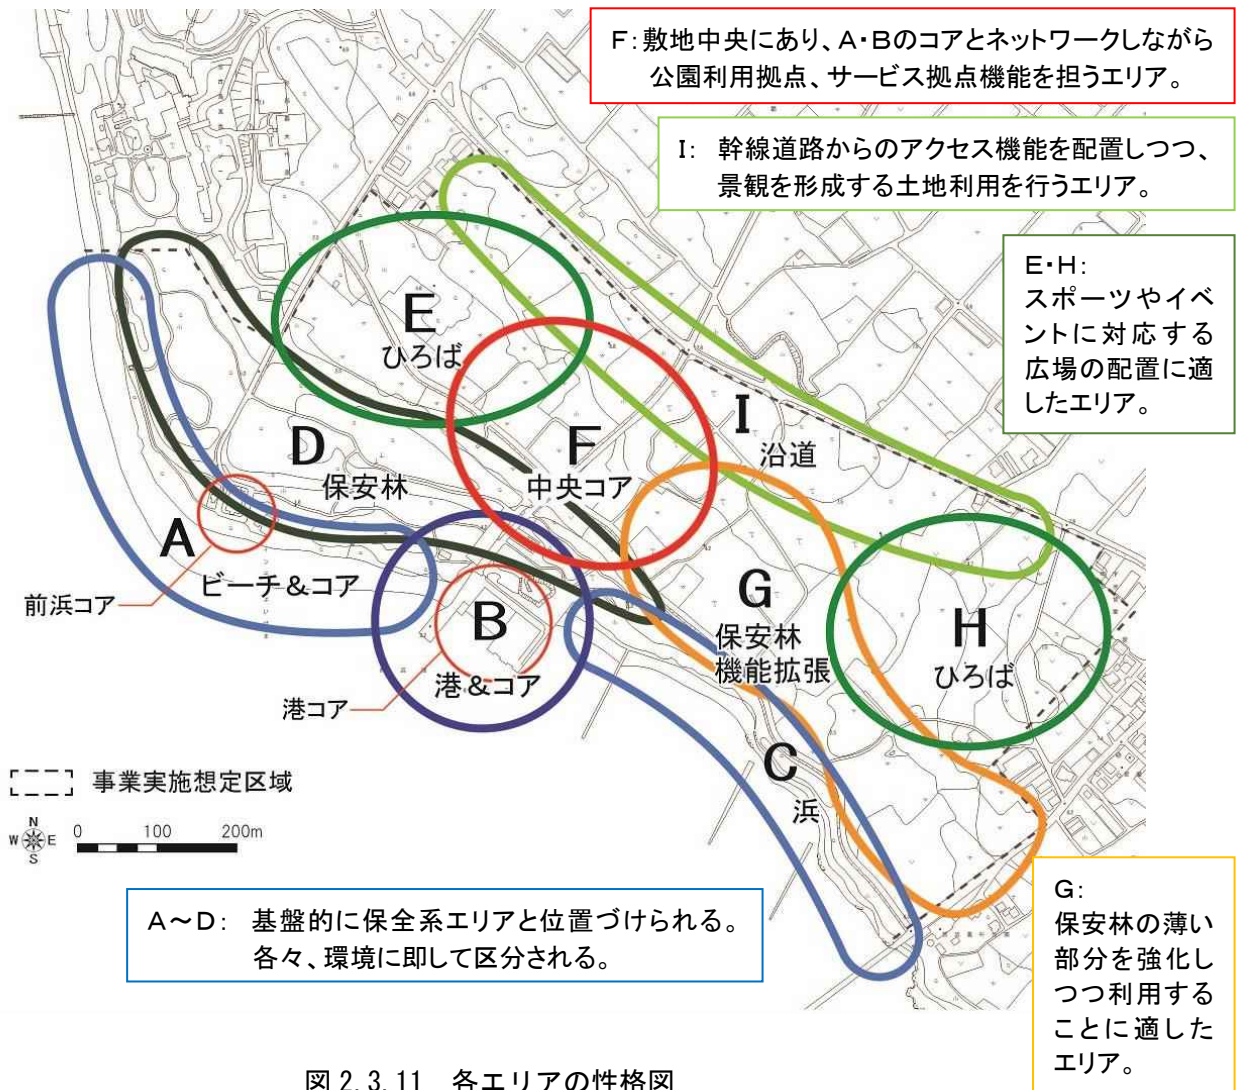 F：敷地中央にあり、A・Bのコアとネットワークしながら
公園利用拠点、サービス拠点機能を担うエリア。
I： 幹線道路からのアクセス機能を配置しつつ、
景観を形成する土地利用を行うエリア。
E・H：
スポーツやイベ
ントに対応する
広場の配置に適
したエリア。
E
ひろば
I
沿道
D
保安林
F
中央コア
A
ビーチ&コア
前浜コア
B
港&コア
港コア
G
保安林
機能拡張
H
ひろば
C
浜
事業実施想定区域
N
W E
S
0 100 200m
A～D： 基盤的に保全系エリアと位置づけられる。
各々、環境に即して区分される。
G：
保安林の薄い
部分を強化し
つつ利用する
ことに適した
エリア。
図 2.3.11 各エリアの性格図